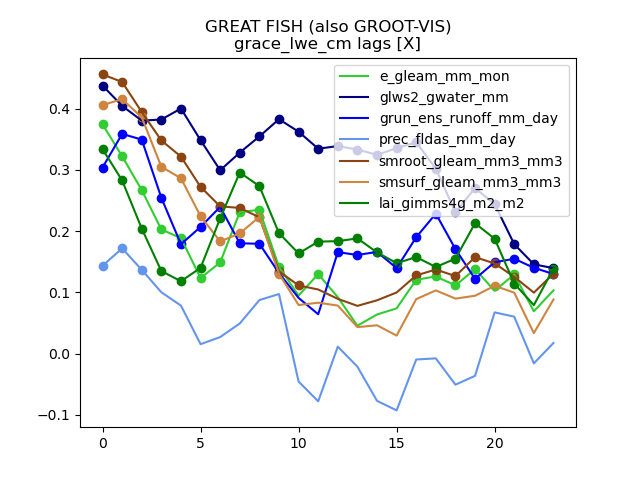 GREAT FISH (also GROOT-VIS)
grace_lwe_cm lags [X]
e_gleam_mm_mon
glws2_gwater_mm
grun_ens_runoff_mm_day
prec_fldas_mm_day
smroot_gleam_mm3_mm3
smsurf_gleam_mm3_mm3
lai_gimms4g_m2_m2
0.4
0.3
0.2
0.1
0.0
−0.1
0 5 10 15 20